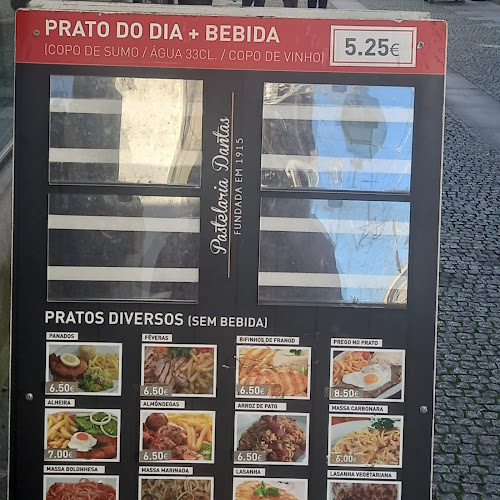 PRATO DO DIA + BEBIDA
(COPO DE SUMO / ÁGUA 33CL. / COPO DE VINHO)
5.25€
Pastelaria Dantas
FUNDADA EM 1915
PRATOS DIVERSOS (SEM BEBIDA)
PANADOS
6.50€
FÊVERAS
6.50€
BIFINHOS DE FRANGO
6.50€
PREGO NO PRATO
8.50€
ALHEIRA
7.00€
ALMÔNDEGAS
6.50€
ARROZ DE PATO
6.50€
MASSA CARBONARA
6.00€
MASSA BOLONHESA
MASSA MARINADA
LASANHA
LASANHA VEGETARIANA